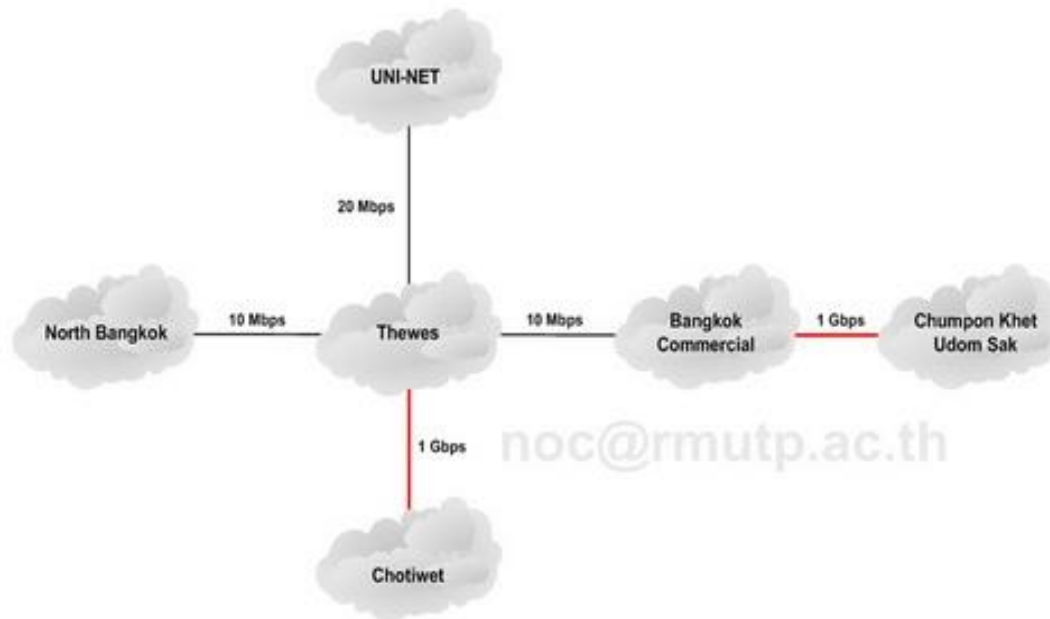 UNI-NET
20 Mbps
North Bangkok
10 Mbps
Thewes
10 Mbps
Bangkok
Commercial
1 Gbps
Chumpon Khet
Udom Sak
1 Gbps
noc@rmutp.ac.th
Chotiwet